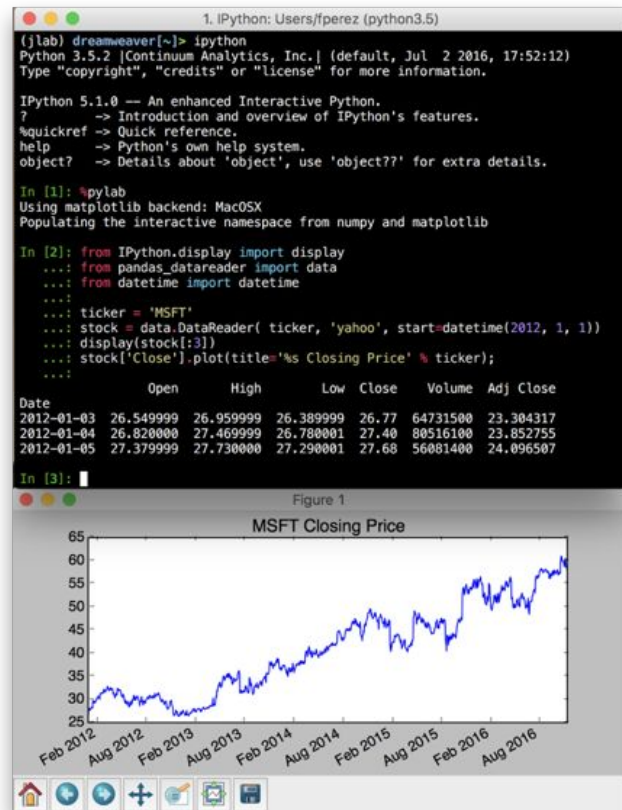 1. IPython: Users/fperez (python3.5)
(jlab) dreamweaver[~]> ipython
Python 3.5.2 |Continuum Analytics, Inc.| (default, Jul  2 2016, 17:52:12)
Type "copyright", "credits" or "license" for more information.
IPython 5.1.0 -- An enhanced Interactive Python.
?         -> Introduction and overview of IPython's features.
%quickref -> Quick reference.
help      -> Python's own help system.
object?   -> Details about 'object', use 'object??' for extra details.
In [1]: %pylab
Using matplotlib backend: MacOSX
Populating the interactive namespace from numpy and matplotlib
In [2]: from IPython.display import display
   ...: from pandas_datareader import data
   ...: from datetime import datetime
   ...:
   ...: ticker = 'MSFT'
   ...: stock = data.DataReader( ticker, 'yahoo', start=datetime(2012, 1, 1))
   ...: display(stock[:3])
   ...: stock['Close'].plot(title='%s Closing Price' % ticker);
   ...:
                 Open       High        Low  Close    Volume  Adj Close
Date
2012-01-03  26.549999  26.959999  26.389999  26.77  64731500  23.304317
2012-01-04  26.820000  27.469999  26.780001  27.40  80516100  23.852755
2012-01-05  27.379999  27.730000  27.290001  27.68  56081400  24.096507
In [3]:
Figure 1
MSFT Closing Price
65
60
55
50
45
40
35
30
25
Feb 2012 Aug 2012 Feb 2013 Aug 2013 Feb 2014 Aug 2014 Feb 2015 Aug 2015 Feb 2016 Aug 2016